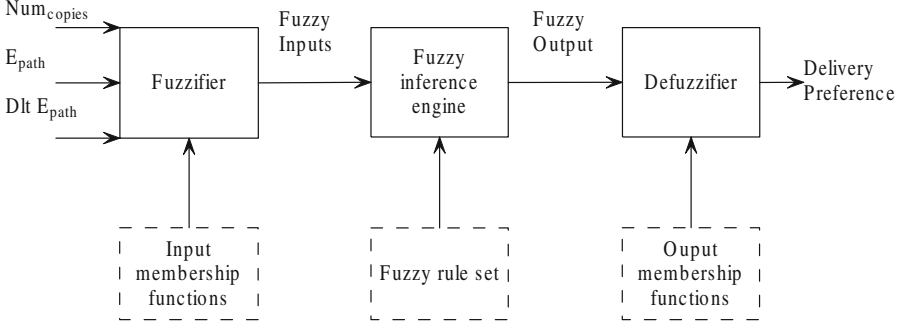 Num_copies
E_path
Dlt E_path
Fuzzifier
Fuzzy
Inputs
Fuzzy
inference
engine
Fuzzy
Output
Defuzzifier
Delivery
Preference
Input
membership
functions
Fuzzy rule set
Ouput
membership
functions